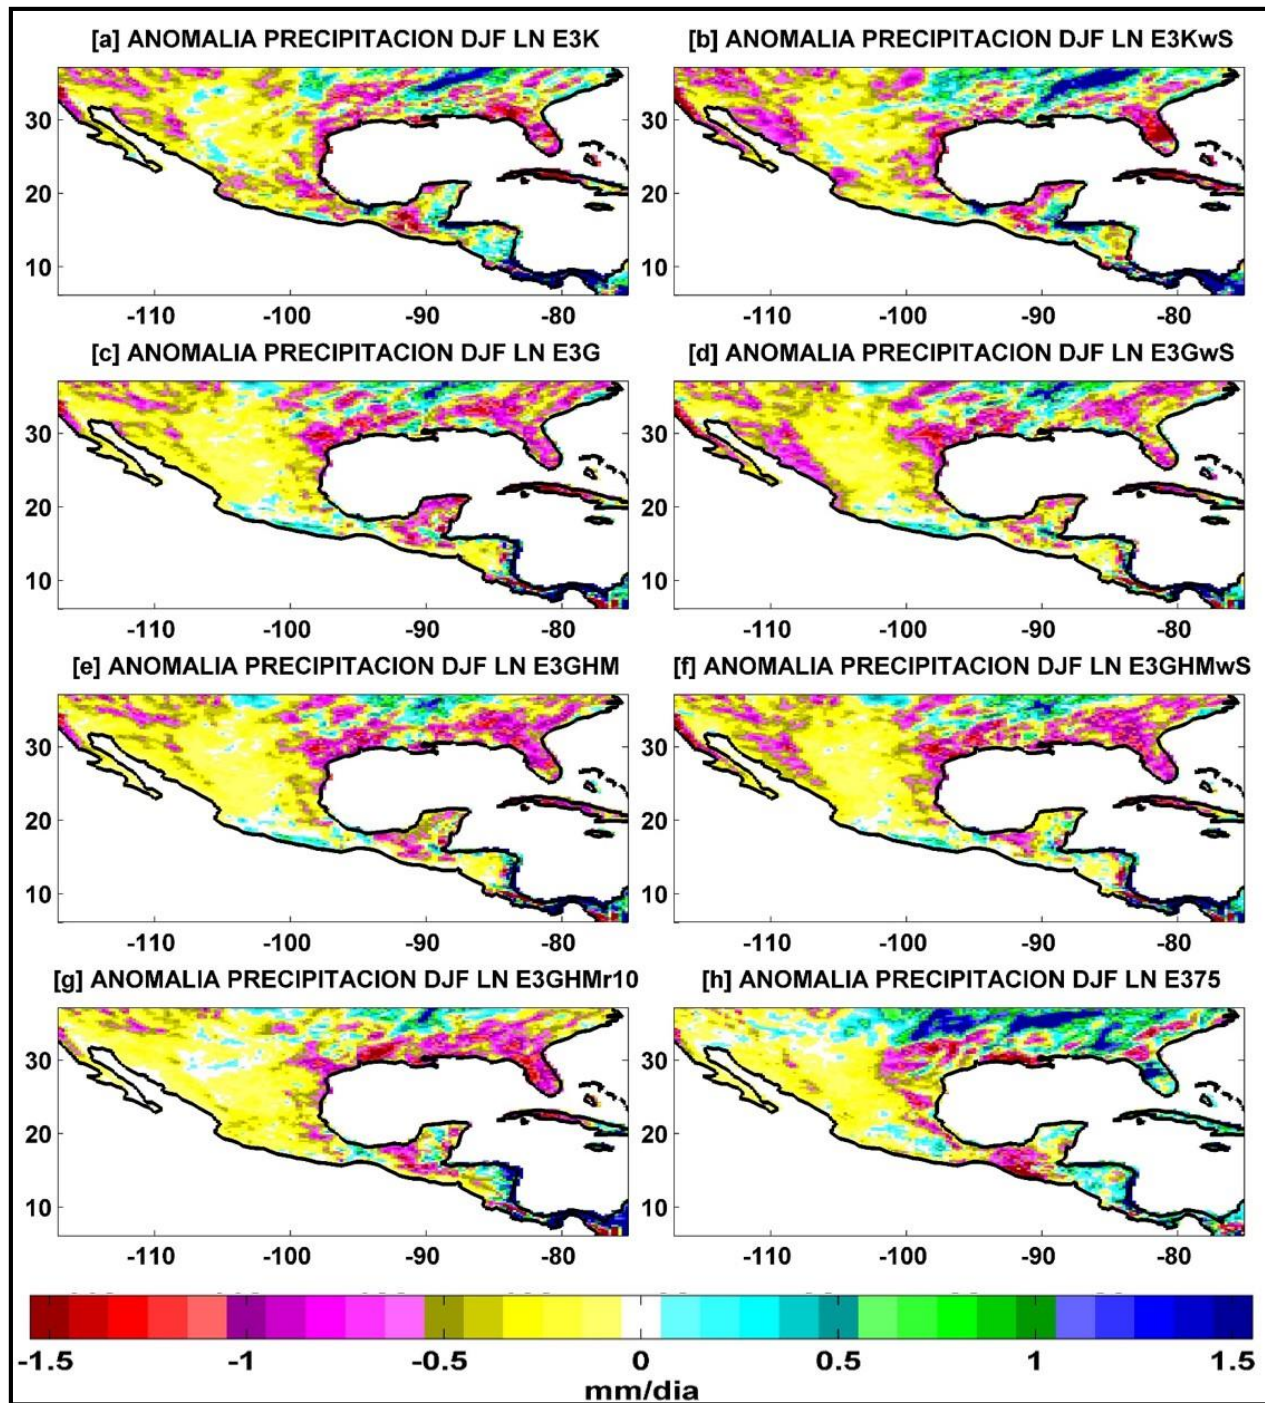 [a] ANOMALIA PRECIPITACION DJF LN E3K
[b] ANOMALIA PRECIPITACION DJF LN E3KwS
30
20
10
-110 -100 -90 -80
30
20
10
-110 -100 -90 -80
[c] ANOMALIA PRECIPITACION DJF LN E3G
[d] ANOMALIA PRECIPITACION DJF LN E3GwS
30
20
10
-110 -100 -90 -80
30
20
10
-110 -100 -90 -80
[e] ANOMALIA PRECIPITACION DJF LN E3GHM
[f] ANOMALIA PRECIPITACION DJF LN E3GHMwS
30
20
10
-110 -100 -90 -80
30
20
10
-110 -100 -90 -80
[g] ANOMALIA PRECIPITACION DJF LN E3GHMr10
[h] ANOMALIA PRECIPITACION DJF LN E375
30
20
10
-110 -100 -90 -80
30
20
10
-110 -100 -90 -80
-1.5 -1 -0.5 0 0.5 1 1.5
mm/dia